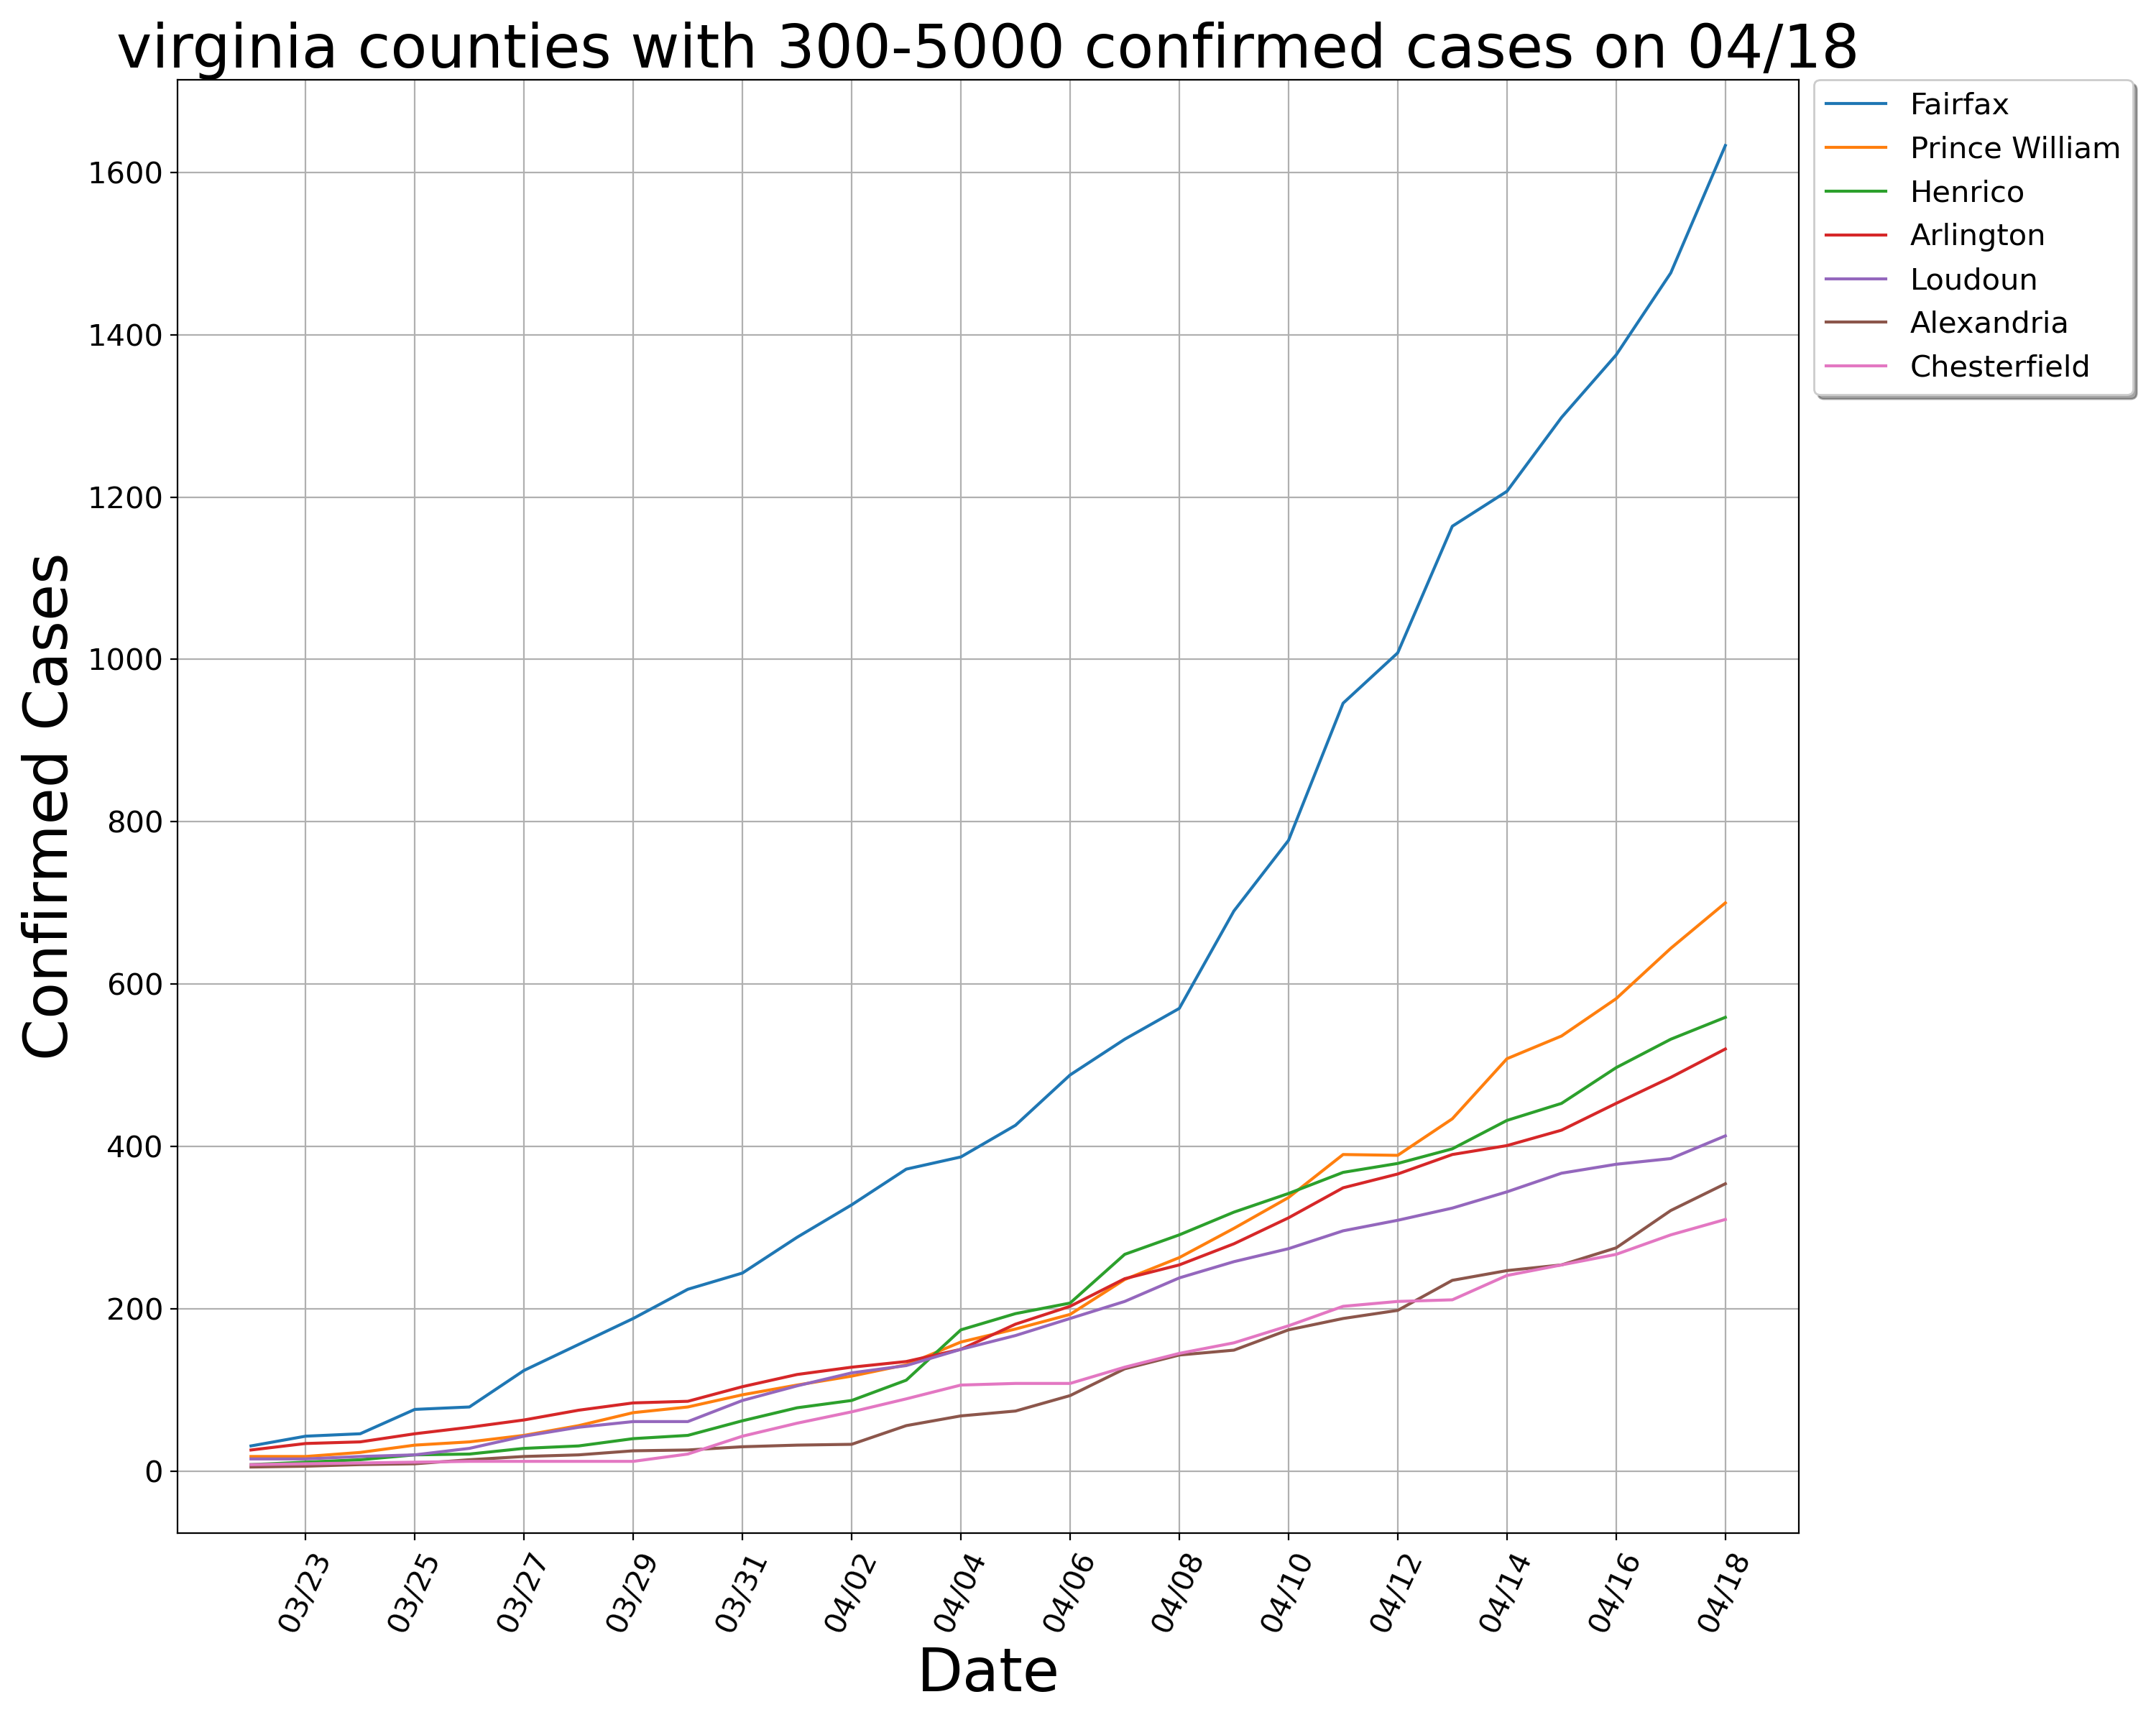 virginia counties with 300-5000 confirmed cases on 04/18
Fairfax
Prince William
Henrico
Arlington
Loudoun
Alexandria
Chesterfield
Confirmed Cases
1600
1400
1200
1000
800
600
400
200
0
03/23
03/25
03/27
03/29
03/31
04/02
04/04
04/06
04/08
04/10
04/12
04/14
04/16
04/18
Date